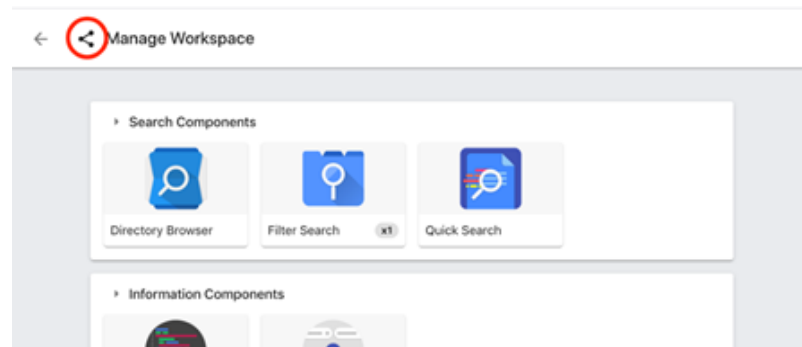 Manage Workspace
Search Components
Directory Browser
Filter Search x1
Quick Search
Information Components